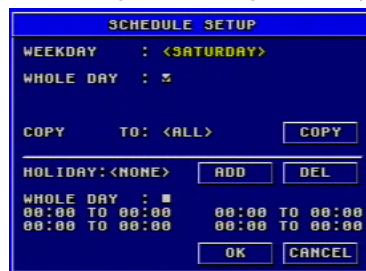 SCHEDULE SETUP
WEEKDAY : <SATURDAY>
WHOLE DAY :
COPY TO: <ALL> COPY
HOLIDAY:<NONE> ADD DEL
WHOLE DAY :
00:00 TO 00:00 00:00 TO 00:00
00:00 TO 00:00 00:00 TO 00:00
OK CANCEL